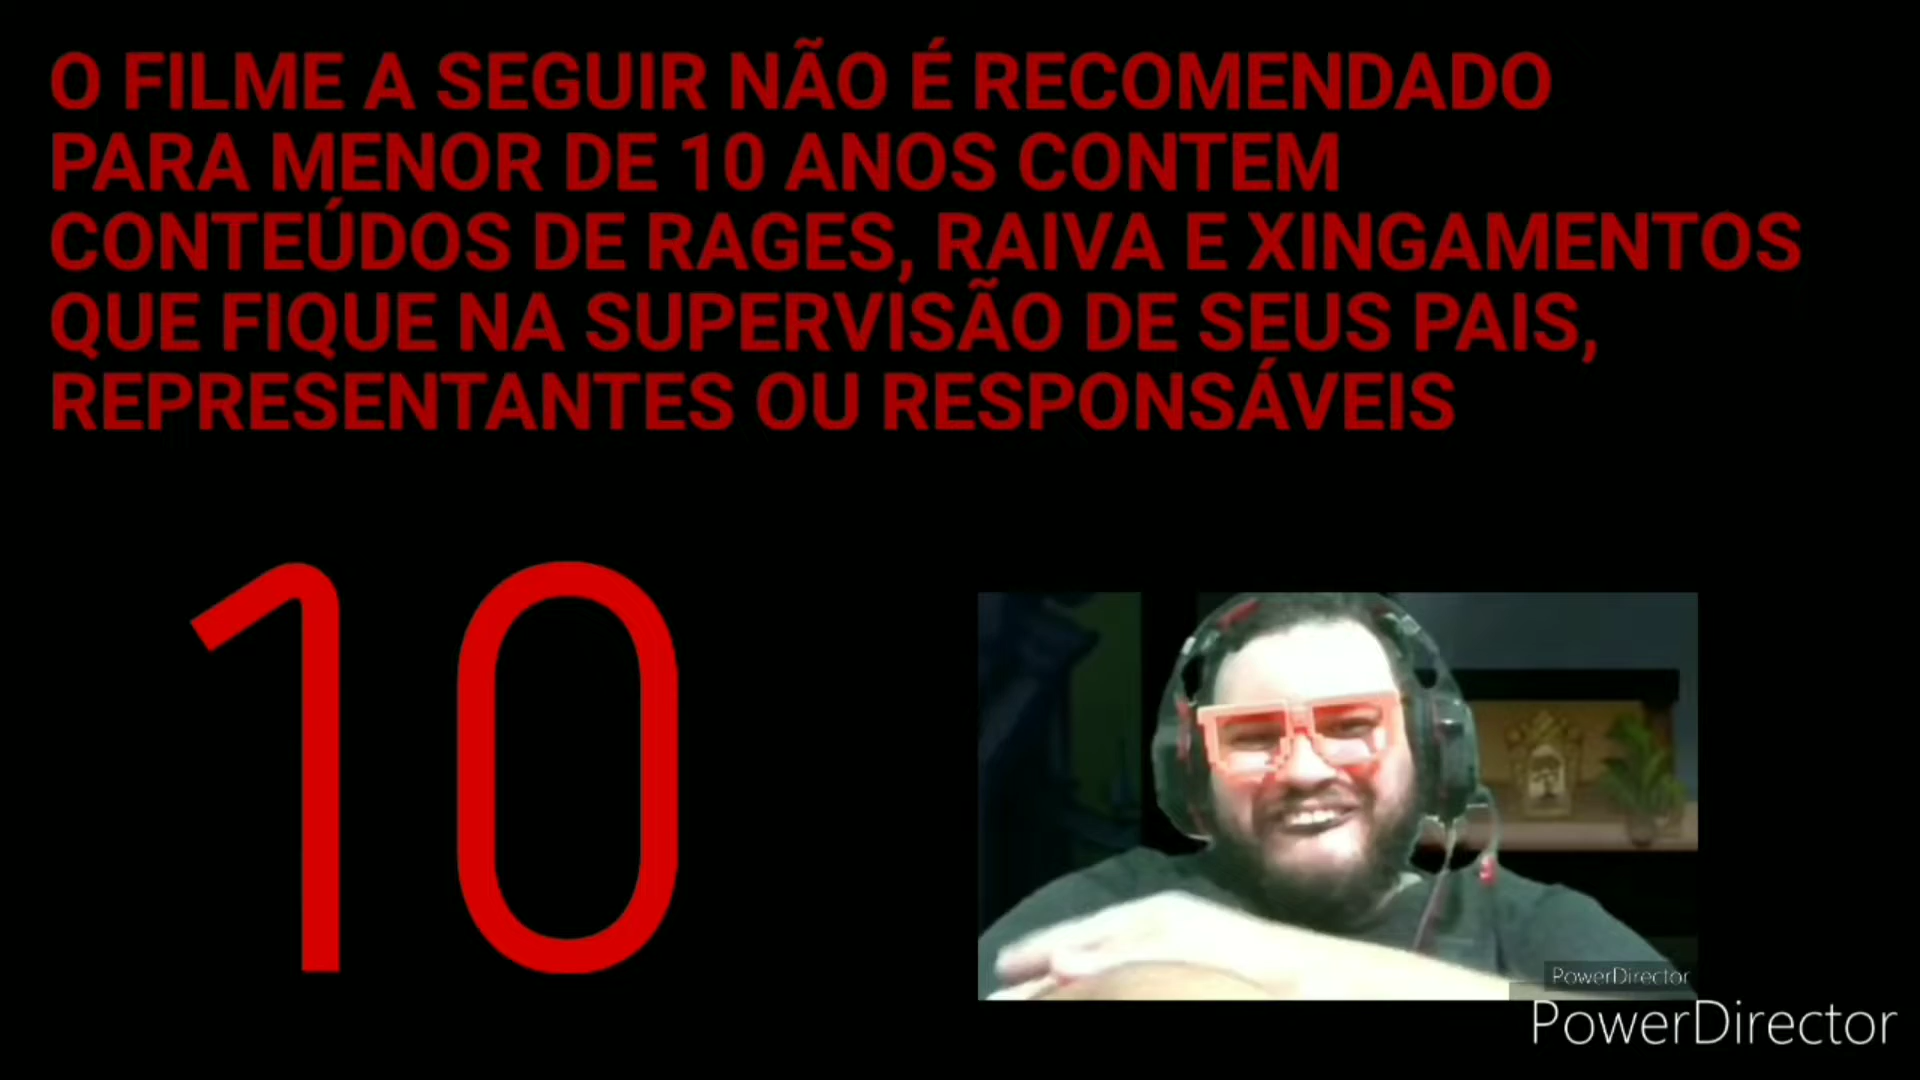 O FILME A SEGUIR NÃO É RECOMENDADO
PARA MENOR DE 10 ANOS CONTEM
CONTEÚDOS DE RAGES, RAIVA E XINGAMENTOS
QUE FIQUE NA SUPERVISÃO DE SEUS PAIS,
REPRESENTANTES OU RESPONSÁVEIS
10
PowerDirector
PowerDirector